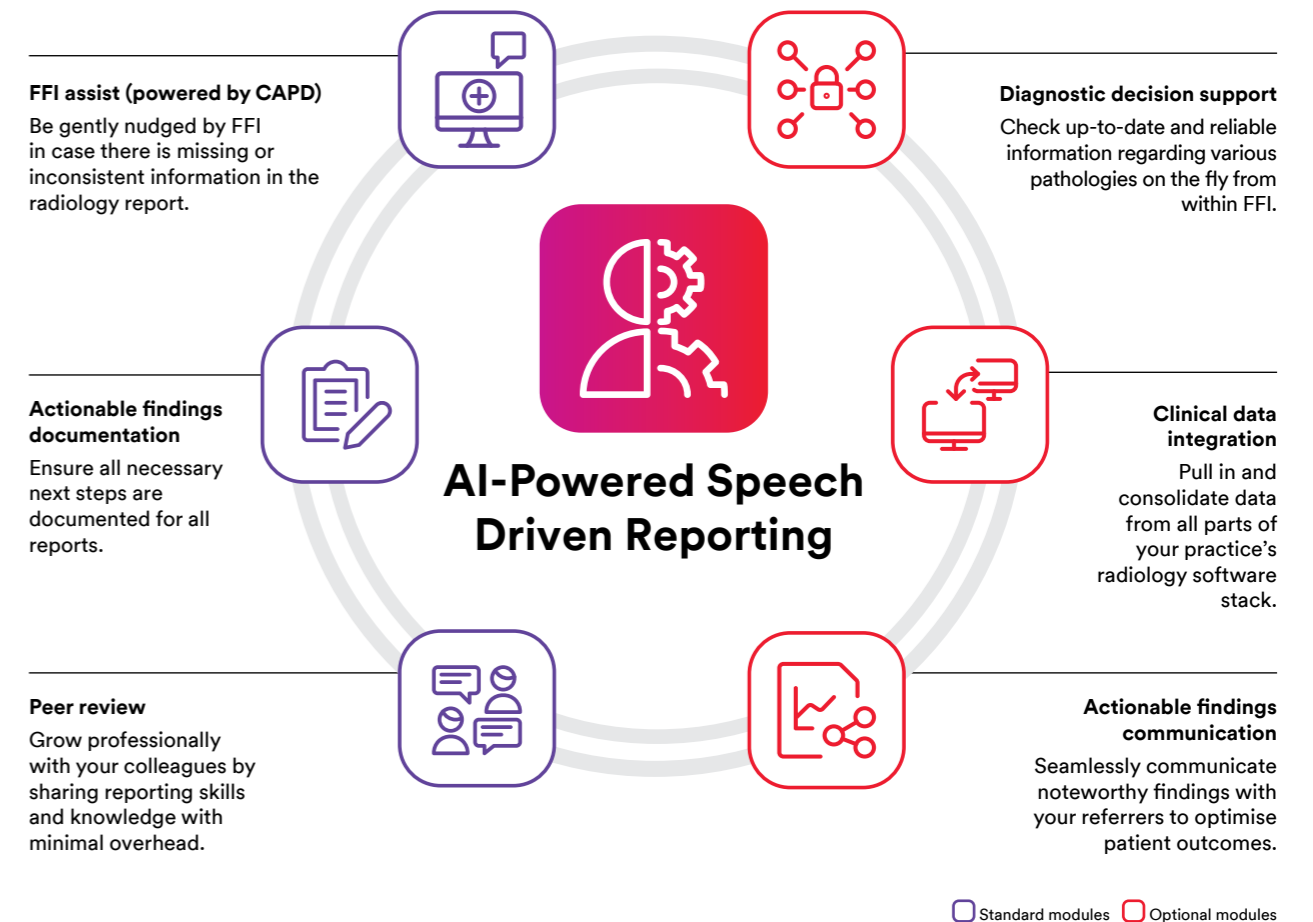 FFI assist (powered by CAPD)
Be gently nudged by FFI
in case there is missing or
inconsistent information in the
radiology report.
Diagnostic decision support
Check up-to-date and reliable
information regarding various
pathologies on the fly from
within FFI.
Actionable findings
documentation
Ensure all necessary
next steps are
documented for all
reports.
AI-Powered Speech
Driven Reporting
Clinical data
integration
Pull in and
consolidate data
from all parts of
your practice’s
radiology software
stack.
Peer review
Grow professionally
with your colleagues by
sharing reporting skills
and knowledge with
minimal overhead.
Actionable findings
communication
Seamlessly communicate
noteworthy findings with
your referrers to optimise
patient outcomes.
Standard modules Optional modules